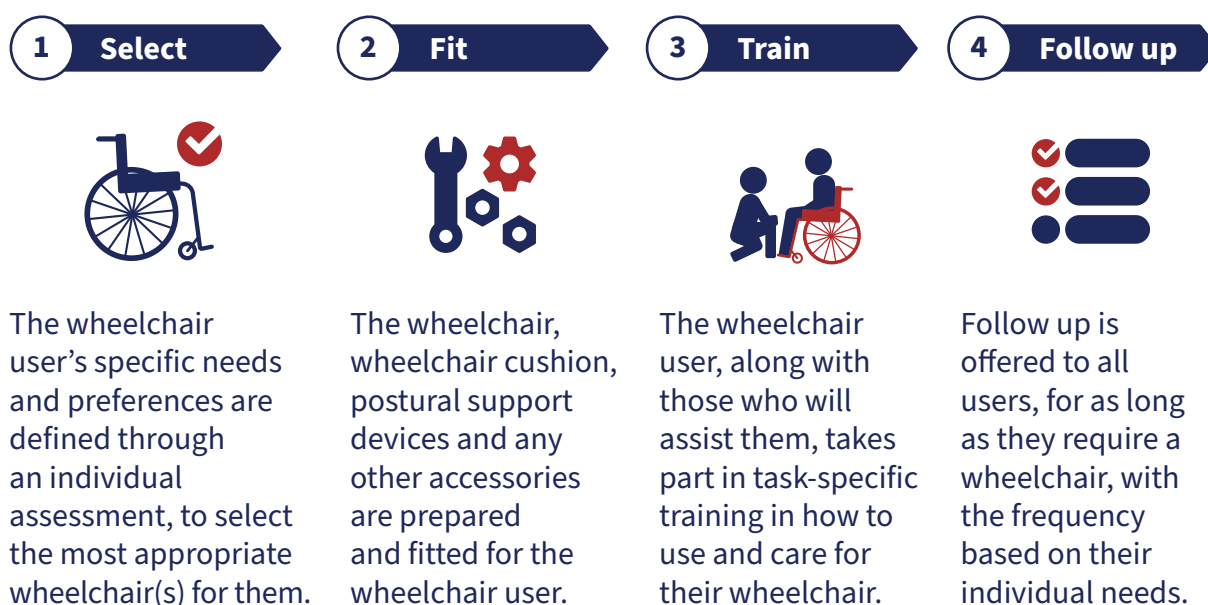 1 Select
The wheelchair
user’s specific needs
and preferences are
defined through
an individual
assessment, to select
the most appropriate
wheelchair(s) for them.
2 Fit
The wheelchair,
wheelchair cushion,
postural support
devices and any
other accessories
are prepared
and fitted for the
wheelchair user.
3 Train
The wheelchair
user, along with
those who will
assist them, takes
part in task-specific
training in how to
use and care for
their wheelchair.
4 Follow up
Follow up is
offered to all
users, for as long
as they require a
wheelchair, with
the frequency
based on their
individual needs.